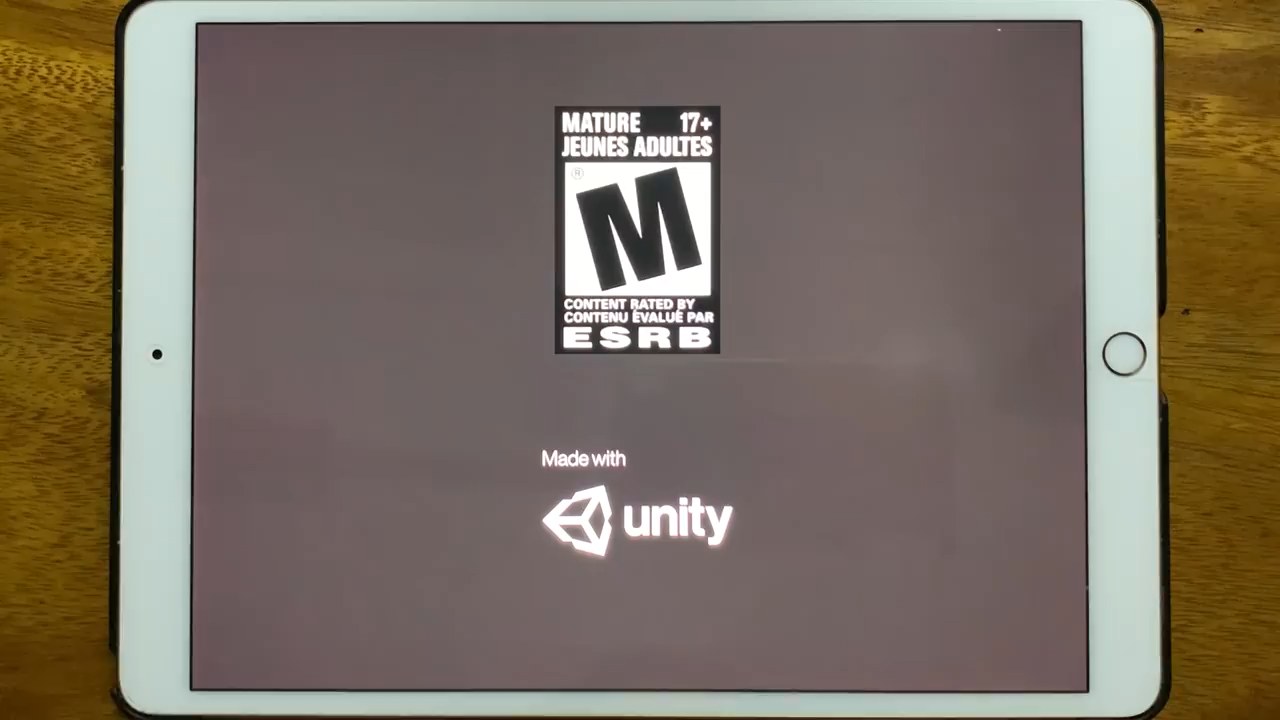 MATURE 17+
JEUNES ADULTES
®
M
CONTENT RATED BY
CONTENU ÉVALUÉ PAR
ESRB
Made with
unity